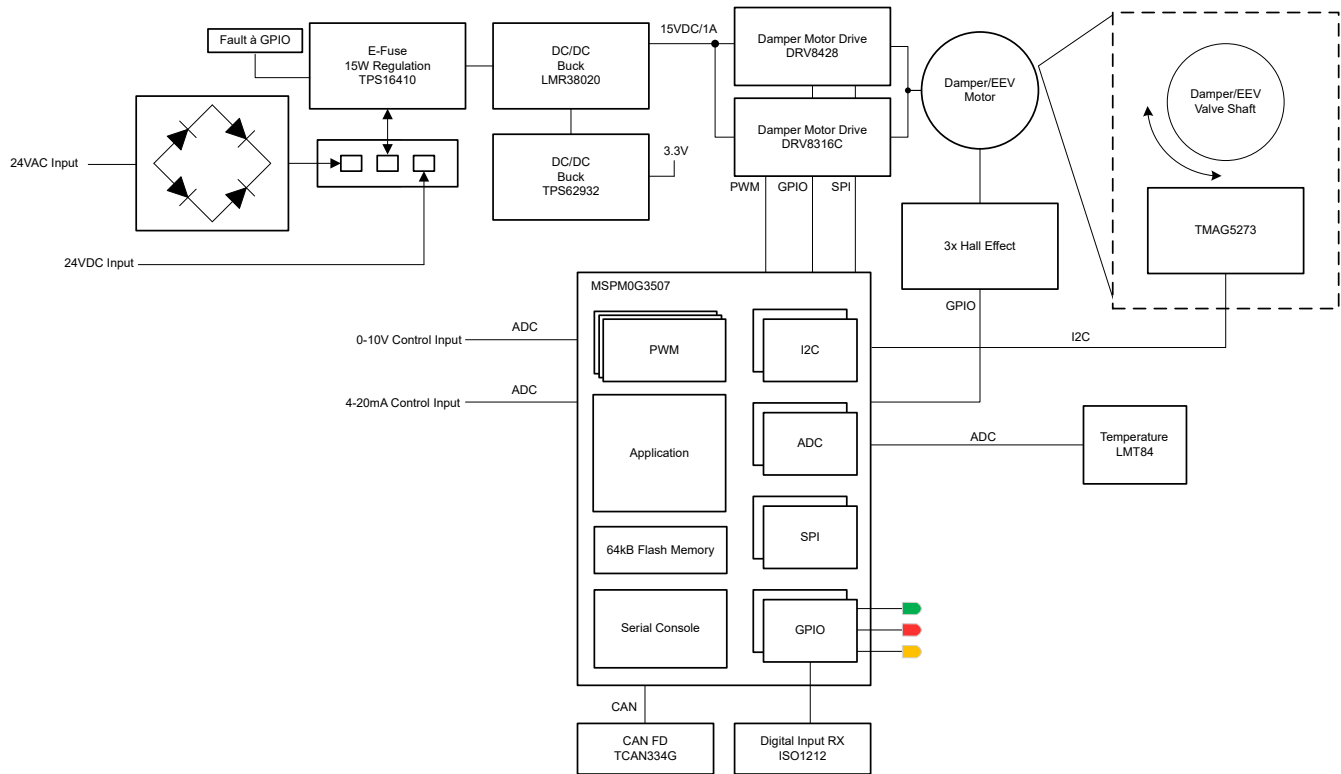 Fault à GPIO
E-Fuse
15W Regulation
TPS16410
DC/DC
Buck
LMR38020
15VDC/1A
Damper Motor Drive
DRV8428
Damper/EEV
Motor
Damper/EEV
Valve Shaft
24VAC Input
DC/DC
Buck
TPS62932
3.3V
Damper Motor Drive
DRV8316C
PWM
GPIO
SPI
3x Hall Effect
TMAG5273
24VDC Input
MSPM0G3507
GPIO
0-10V Control Input
ADC
PWM
I2C
I2C
4-20mA Control Input
ADC
Application
ADC
ADC
Temperature
LMT84
64kB Flash Memory
SPI
Serial Console
GPIO
CAN
CAN FD
TCAN334G
Digital Input RX
ISO1212